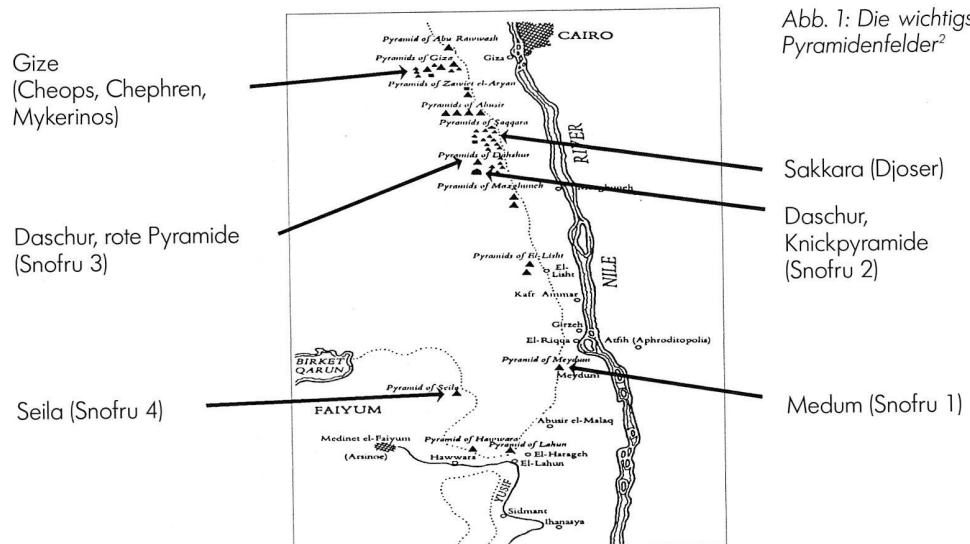 Abb. 1: Die wichtigs
Pyramidenfelder²
Gize
(Cheops, Chephren,
Mykerinos)
Daschur, rote Pyramide
(Snofru 3)
Seila (Snofru 4)
Sakkara (Djoser)
Daschur,
Knickpyramide
(Snofru 2)
Medum (Snofru 1)
Pyramid of Abu Rawwash
CAIRO
Pyramids of Giza
Giza
Pyramids of Zawiet el-Aryan
Pyramids of Abusir
Pyramids of Saqqara
RIVER
Pyramids of Dahshur
Pyramids of Mazghuneh
Pyramids of El-Lisht
El-
Lisht
NILE
Kafr Ammar
Girzeh
El-Riqqa
Atfih (Aphroditopolis)
BIRKET
QARUN
Pyramid of Meydum
Meydum
Pyramid of Seila
FAIYUM
Abusir el-Malaq
Medinet el-Faiyum
(Arsinoe)
Pyramid of Hawwara
Pyramid of Lahun
Hawwara
El-Harageh
El-Lahun
YUSIF
Sidmant
Ihanasya